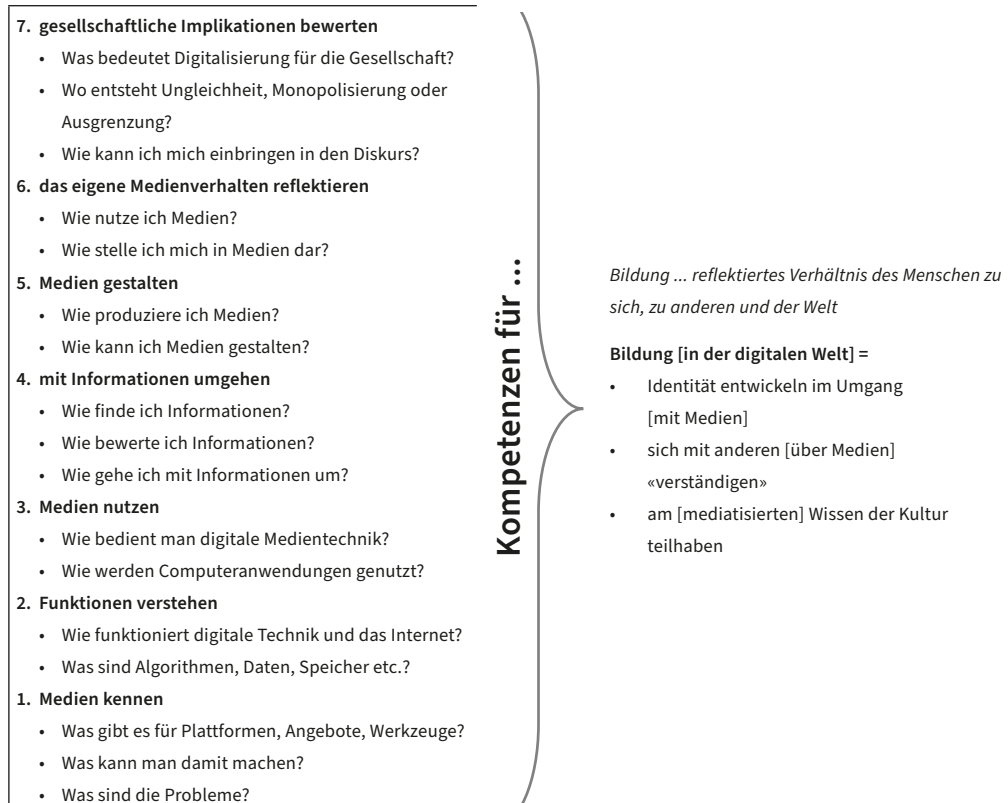 7. gesellschaftliche Implikationen bewerten
• Was bedeutet Digitalisierung für die Gesellschaft?
• Wo entsteht Ungleichheit, Monopolisierung oder
Ausgrenzung?
• Wie kann ich mich einbringen in den Diskurs?
6. das eigene Medienverhalten reflektieren
• Wie nutze ich Medien?
• Wie stelle ich mich in Medien dar?
5. Medien gestalten
• Wie produziere ich Medien?
• Wie kann ich Medien gestalten?
4. mit Informationen umgehen
• Wie finde ich Informationen?
• Wie bewerte ich Informationen?
• Wie gehe ich mit Informationen um?
3. Medien nutzen
• Wie bedient man digitale Medientechnik?
• Wie werden Computeranwendungen genutzt?
2. Funktionen verstehen
• Wie funktioniert digitale Technik und das Internet?
• Was sind Algorithmen, Daten, Speicher etc.?
1. Medien kennen
• Was gibt es für Plattformen, Angebote, Werkzeuge?
• Was kann man damit machen?
• Was sind die Probleme?
Kompetenzen für ...
Bildung ... reflektiertes Verhältnis des Menschen zu
sich, zu anderen und der Welt
Bildung [in der digitalen Welt] =
• Identität entwickeln im Umgang
[mit Medien]
• sich mit anderen [über Medien]
«verständigen»
• am [mediatisierten] Wissen der Kultur
teilhaben